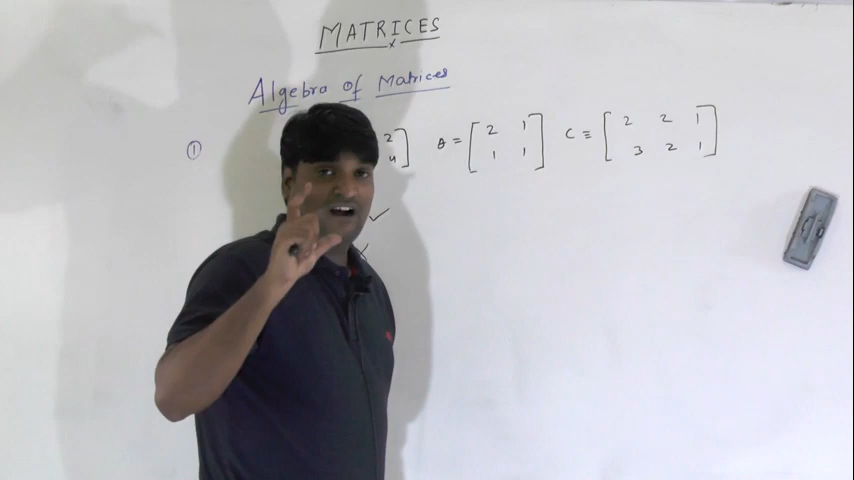 MATRICES
Algebra of Matrices
① 2 4 ] B = [ 2 1 1 1 ] C = [ 2 2 1 3 2 1 ]